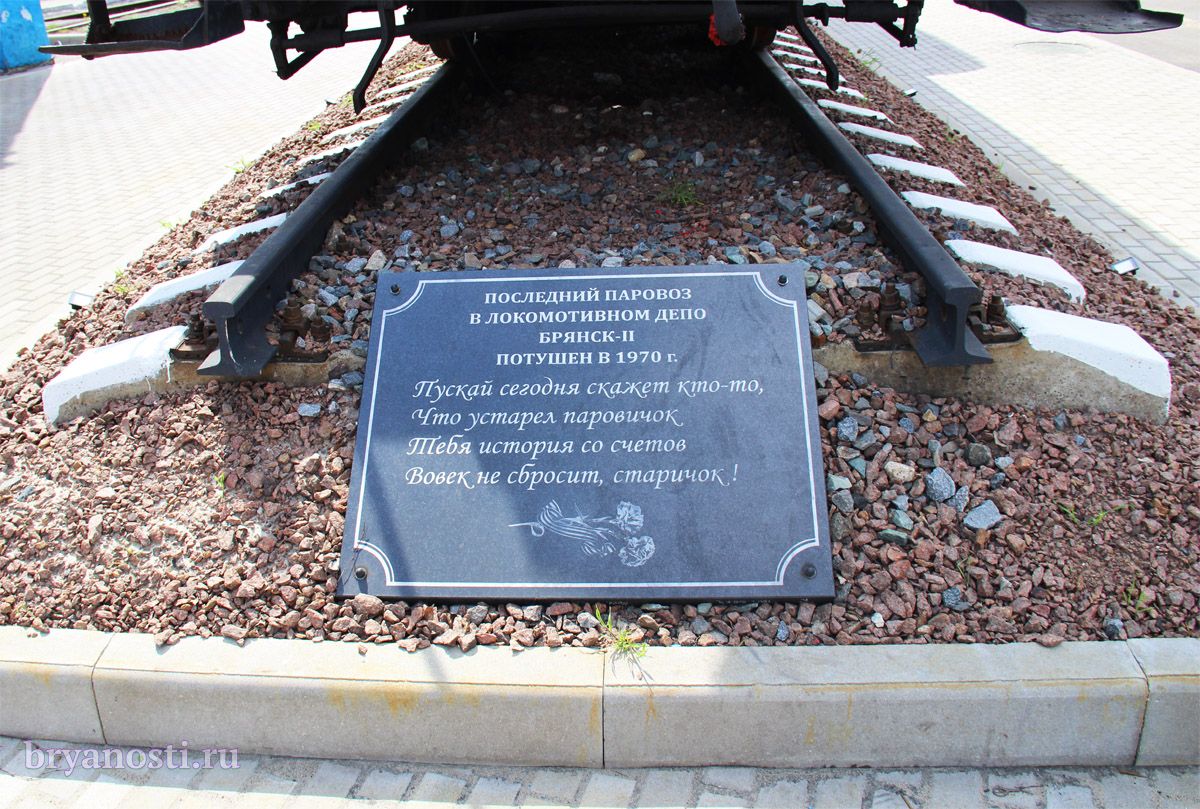 ПОСЛЕДНИЙ ПАРОВОЗ
В ЛОКОМОТИВНОМ ДЕПО
БРЯНСК-II
ПОТУШЕН В 1970 г.
Пускай сегодня скажет кто-то,
Что устарел паровичок
Тебя история со счетов
Вовек не сбросит, старичок !
bryanosti.ru